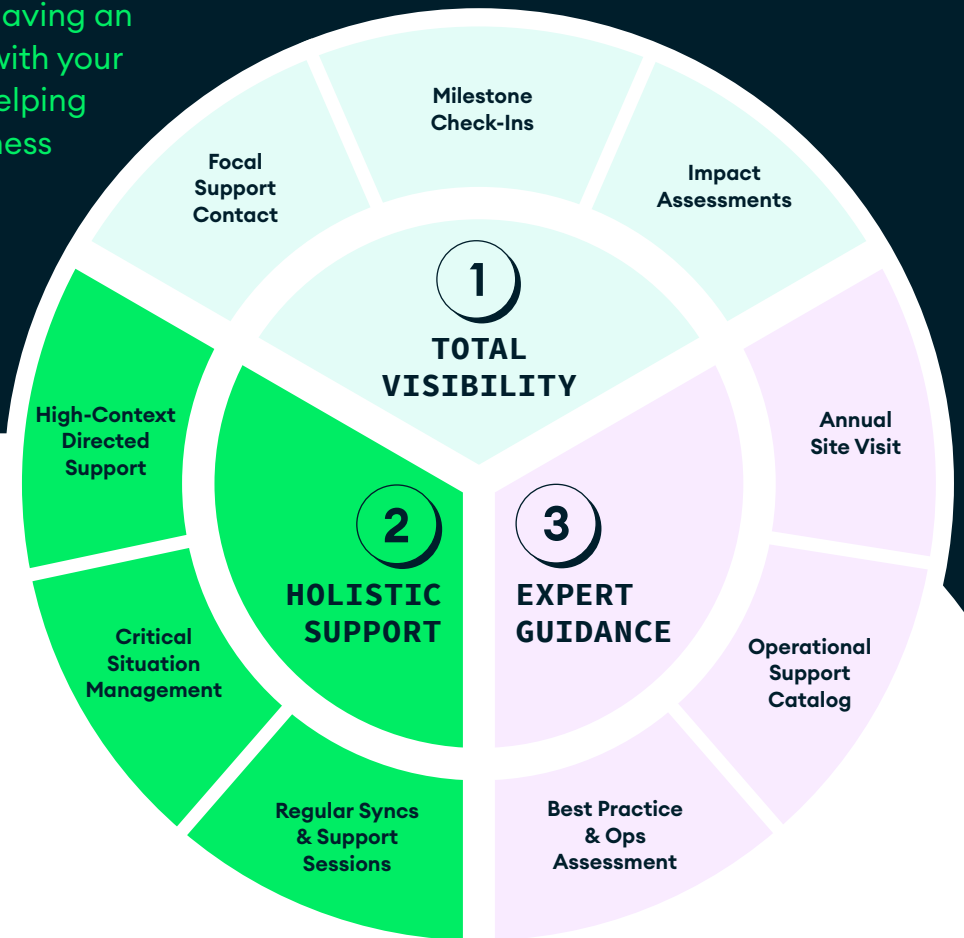 with your
Milestone
Check-Ins
Focal
Support
Contact
Impact
Assessments
1
TOTAL
VISIBILITY
High-Context
Directed
Support
Annual
Site Visit
2
HOLISTIC
SUPPORT
3
EXPERT
GUIDANCE
Critical
Situation
Management
Operational
Support
Catalog
Regular Syncs
& Support
Sessions
Best Practice
& Ops
Assessment